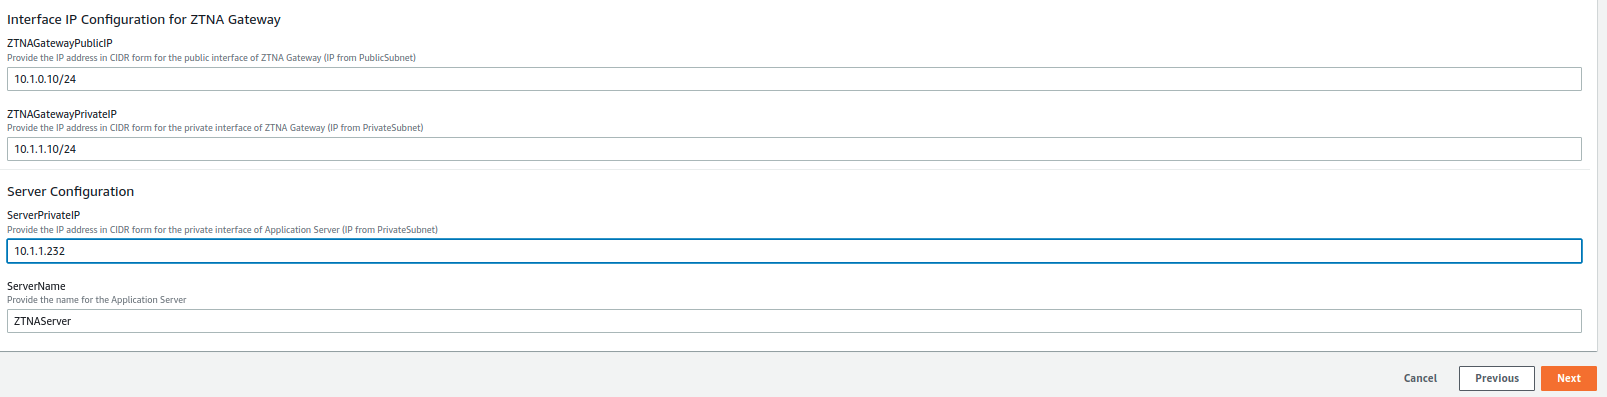 Interface IP Configuration for ZTNA Gateway
ZTNAGatewayPublicIP
Provide the IP address in CIDR form for the public interface of ZTNA Gateway (IP from PublicSubnet)
10.1.0.10/24
ZTNAGatewayPrivateIP
Provide the IP address in CIDR form for the private interface of ZTNA Gateway (IP from PrivateSubnet)
10.1.1.10/24
Server Configuration
ServerPrivateIP
Provide the IP address in CIDR form for the private interface of Application Server (IP from PrivateSubnet)
10.1.1.232
ServerName
Provide the name for the Application Server
ZTNAServer
Cancel Previous Next